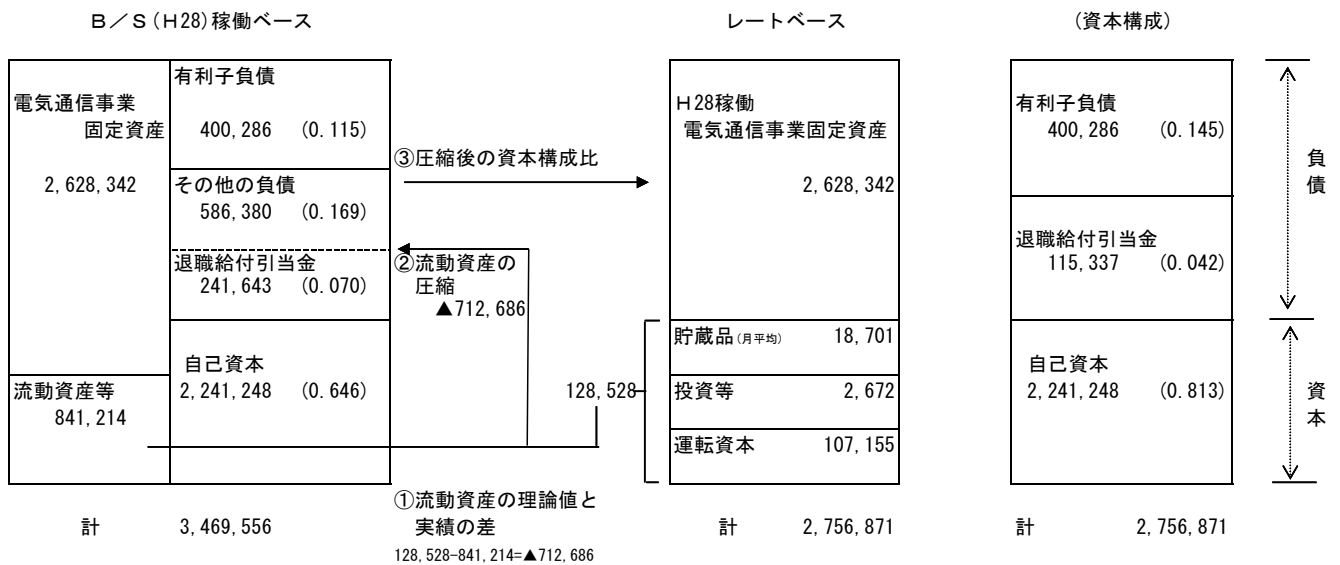 B／S(H28)稼働ベース
電気通信事業
固定資産
2,628,342
流動資産等
841,214
有利子負債
400,286 (0.115)
その他の負債
586,380 (0.169)
退職給付引当金
241,643 (0.070)
自己資本
2,241,248 (0.646)
計 3,469,556
③圧縮後の資本構成比
②流動資産の
圧縮
▲712,686
128,528
①流動資産の理論値と
実績の差
128,528-841,214=▲712,686
レートベース
H28稼働
電気通信事業固定資産
2,628,342
貯蔵品(月平均) 18,701
投資等 2,672
運転資本 107,155
計 2,756,871
(資本構成)
有利子負債
400,286 (0.145)
退職給付引当金
115,337 (0.042)
自己資本
2,241,248 (0.813)
計 2,756,871
負
債
資
本